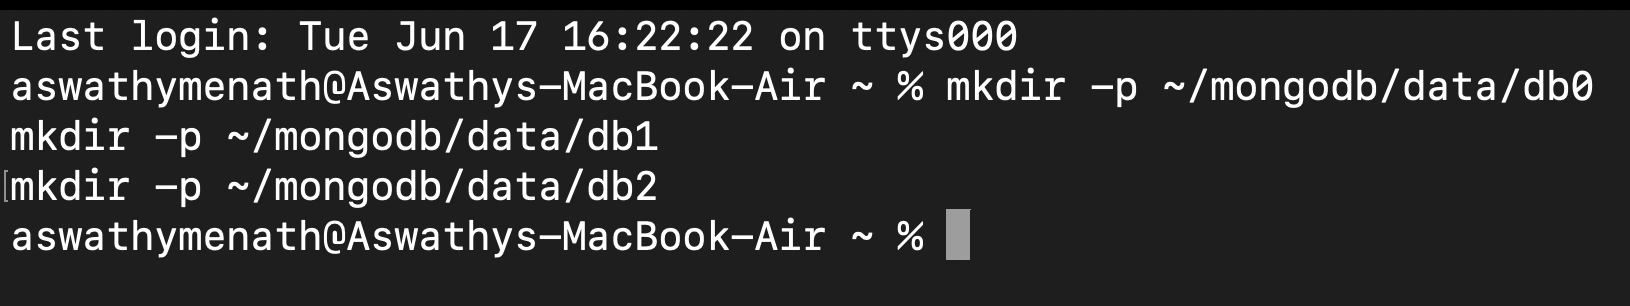 Last login: Tue Jun 17 16:22:22 on ttys000
aswathymenath@Aswathys-MacBook-Air ~ % mkdir -p ~/mongodb/data/db0
mkdir -p ~/mongodb/data/db1
mkdir -p ~/mongodb/data/db2
aswathymenath@Aswathys-MacBook-Air ~ %